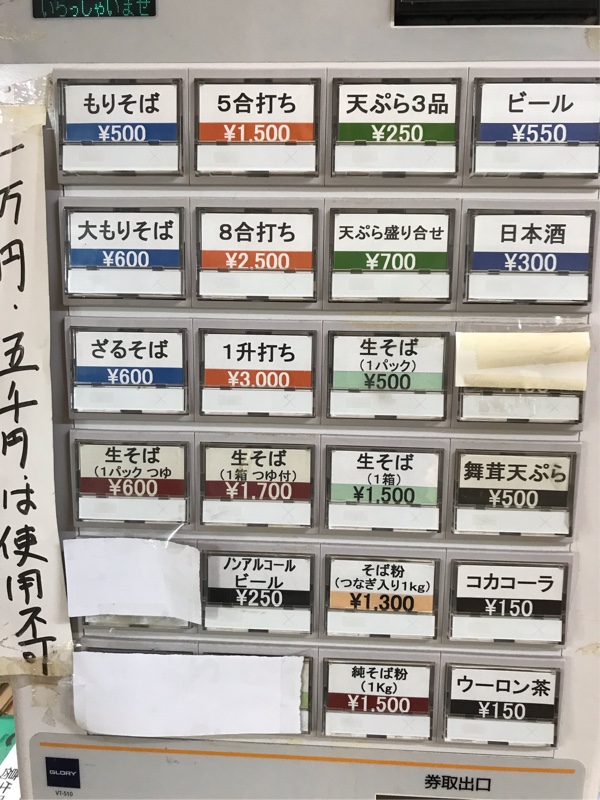 いらっしゃいませ
一万円・五千円は使用不可
もりそば
¥500
5合打ち
¥1,500
天ぷら3品
¥250
ビール
¥550
大もりそば
¥600
8合打ち
¥2,500
天ぷら盛り合せ
¥700
日本酒
¥300
ざるそば
¥600
1升打ち
¥3,000
生そば
(1パック)
¥500
生そば
(1パック つゆ
¥600
生そば
(1箱 つゆ付)
¥1,700
生そば
(1箱)
¥1,500
舞茸天ぷら
¥500
ノンアルコール
ビール
¥250
そば粉
(つなぎ入り1kg)
¥1,300
コカコーラ
¥150
純そば粉
(1Kg)
¥1,500
ウーロン茶
¥150
GLORY
VT-S10
券取出口